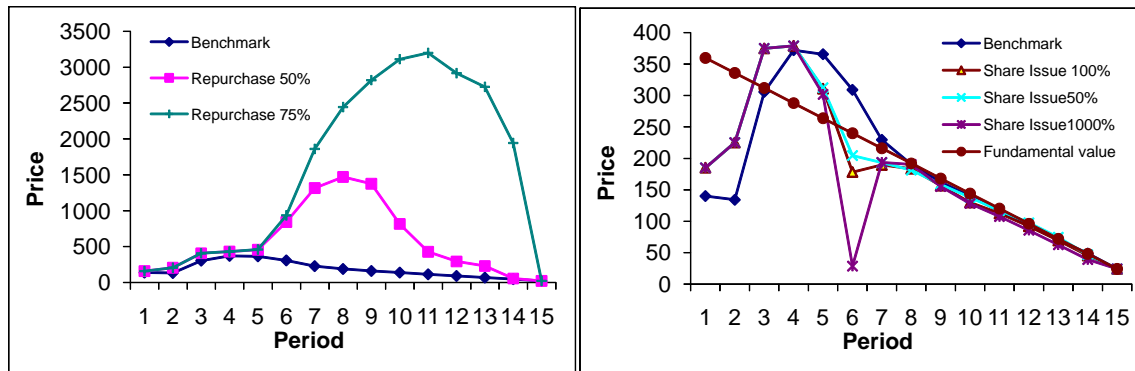 3500
3000
2500
2000
1500
1000
500
0
Price
Benchmark
Repurchase 50%
Repurchase 75%
1 2 3 4 5 6 7 8 9 10 11 12 13 14 15
Period
400
350
300
250
200
150
100
50
0
Price
Benchmark
Share Issue 100%
Share Issue50%
Share Issue1000%
Fundamental value
1 2 3 4 5 6 7 8 9 10 11 12 13 14 15
Period